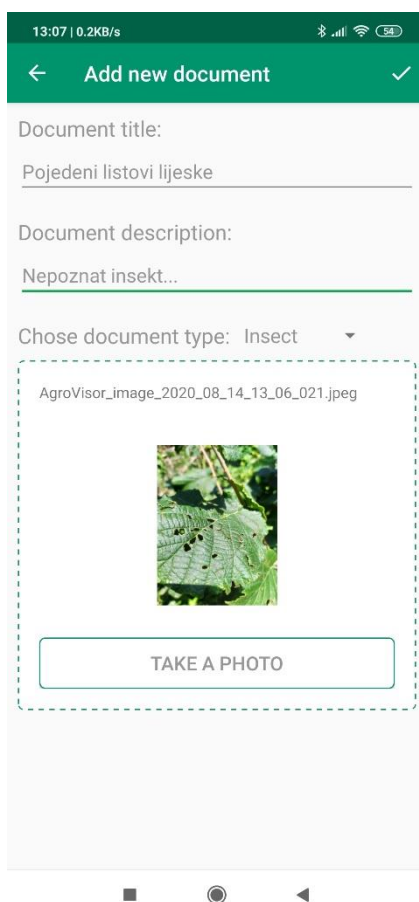 13:07 | 0.2KB/s 54
Add new document
Document title:
Pojedeni listovi lijeske
Document description:
Nepoznat insekt...
Chose document type: Insect
AgroVisor_image_2020_08_14_13_06_021.jpeg
TAKE A PHOTO